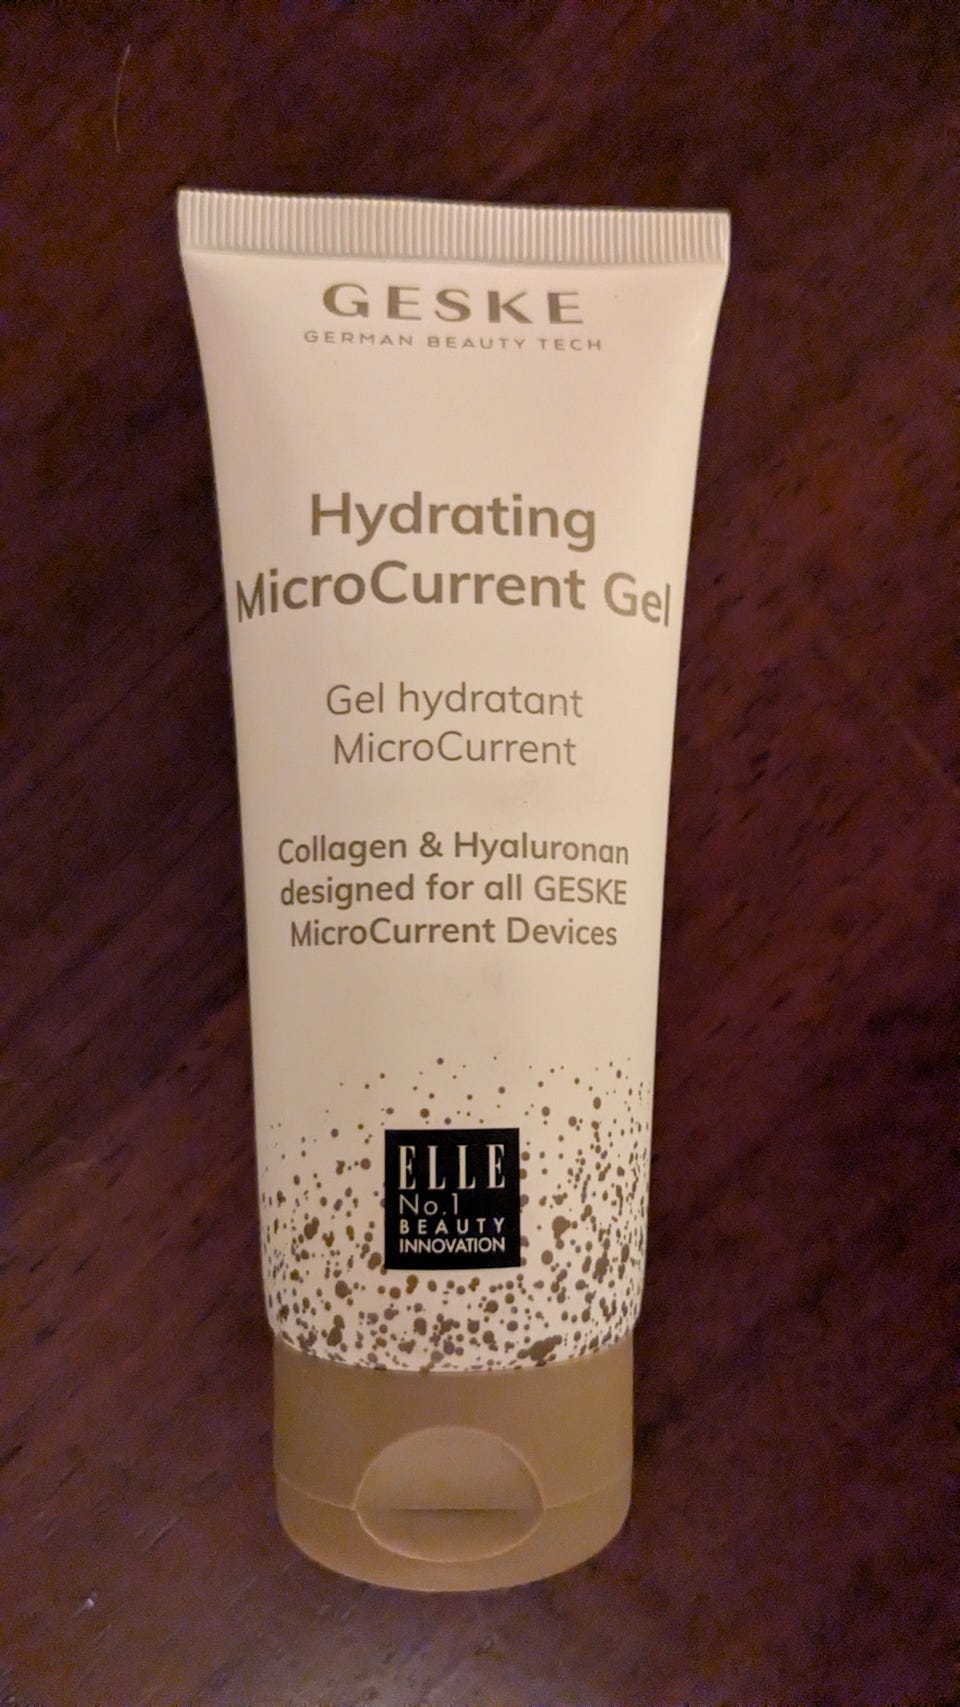 GESKE
GERMAN BEAUTY TECH
Hydrating
MicroCurrent Gel
Gel hydratant
MicroCurrent
Collagen & Hyaluronan
designed for all GESKE
MicroCurrent Devices
ELLE
No.1
BEAUTY
INNOVATION